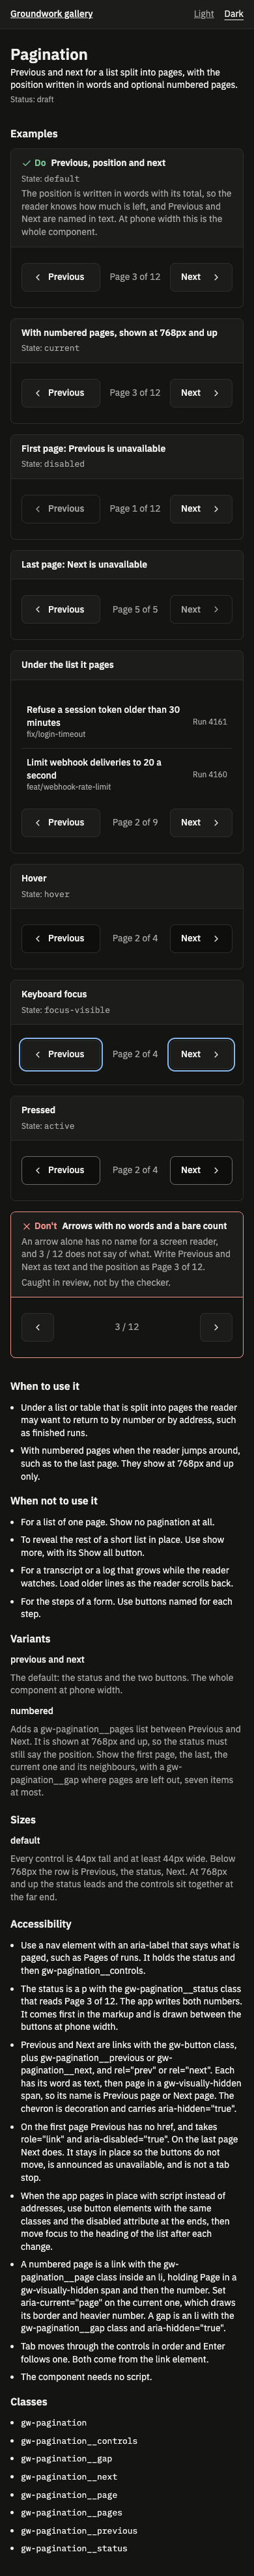 Groundwork gallery
Light Dark
Pagination
Previous and next for a list split into pages, with the
position written in words and optional numbered pages.
Status: draft
Examples
Do Previous, position and next
State: default
The position is written in words with its total, so the
reader knows how much is left, and Previous and
Next are named in text. At phone width this is the
whole component.
Previous Page 3 of 12 Next
With numbered pages, shown at 768px and up
State: current
Previous Page 3 of 12 Next
First page: Previous is unavailable
State: disabled
Previous Page 1 of 12 Next
Last page: Next is unavailable
Previous Page 5 of 5 Next
Under the list it pages
Refuse a session token older than 30
minutes
fix/login-timeout
Run 4161
Limit webhook deliveries to 20 a
second
feat/webhook-rate-limit
Run 4160
Previous Page 2 of 9 Next
Hover
State: hover
Previous Page 2 of 4 Next
Keyboard focus
State: focus-visible
Previous Page 2 of 4 Next
Pressed
State: active
Previous Page 2 of 4 Next
Don't Arrows with no words and a bare count
An arrow alone has no name for a screen reader,
and 3 / 12 does not say of what. Write Previous and
Next as text and the position as Page 3 of 12.
Caught in review, not by the checker.
3 / 12
When to use it
• Under a list or table that is split into pages the reader
may want to return to by number or by address, such
as finished runs.
• With numbered pages when the reader jumps around,
such as to the last page. They show at 768px and up
only.
When not to use it
• For a list of one page. Show no pagination at all.
• To reveal the rest of a short list in place. Use show
more, with its Show all button.
• For a transcript or a log that grows while the reader
watches. Load older lines as the reader scrolls back.
• For the steps of a form. Use buttons named for each
step.
Variants
previous and next
The default: the status and the two buttons. The whole
component at phone width.
numbered
Adds a gw-pagination__pages list between Previous and
Next. It is shown at 768px and up, so the status must
still say the position. Show the first page, the last, the
current one and its neighbours, with a gw-
pagination__gap where pages are left out, seven items
at most.
Sizes
default
Every control is 44px tall and at least 44px wide. Below
768px the row is Previous, the status, Next. At 768px
and up the status leads and the controls sit together at
the far end.
Accessibility
• Use a nav element with an aria-label that says what is
paged, such as Pages of runs. It holds the status and
then gw-pagination__controls.
• The status is a p with the gw-pagination__status class
that reads Page 3 of 12. The app writes both numbers.
It comes first in the markup and is drawn between the
buttons at phone width.
• Previous and Next are links with the gw-button class,
plus gw-pagination__previous or gw-
pagination__next, and rel="prev" or rel="next". Each
has its word as text, then page in a gw-visually-hidden
span, so its name is Previous page or Next page. The
chevron is decoration and carries aria-hidden="true".
• On the first page Previous has no href, and takes
role="link" and aria-disabled="true". On the last page
Next does. It stays in place so the buttons do not
move, is announced as unavailable, and is not a tab
stop.
• When the app pages in place with script instead of
addresses, use button elements with the same
classes and the disabled attribute at the ends, then
move focus to the heading of the list after each
change.
• A numbered page is a link with the gw-
pagination__page class inside an li, holding Page in a
gw-visually-hidden span and then the number. Set
aria-current="page" on the current one, which draws
its border and heavier number. A gap is an li with the
gw-pagination__gap class and aria-hidden="true".
• Tab moves through the controls in order and Enter
follows one. Both come from the link element.
• The component needs no script.
Classes
• gw-pagination
• gw-pagination__controls
• gw-pagination__gap
• gw-pagination__next
• gw-pagination__page
• gw-pagination__pages
• gw-pagination__previous
• gw-pagination__status